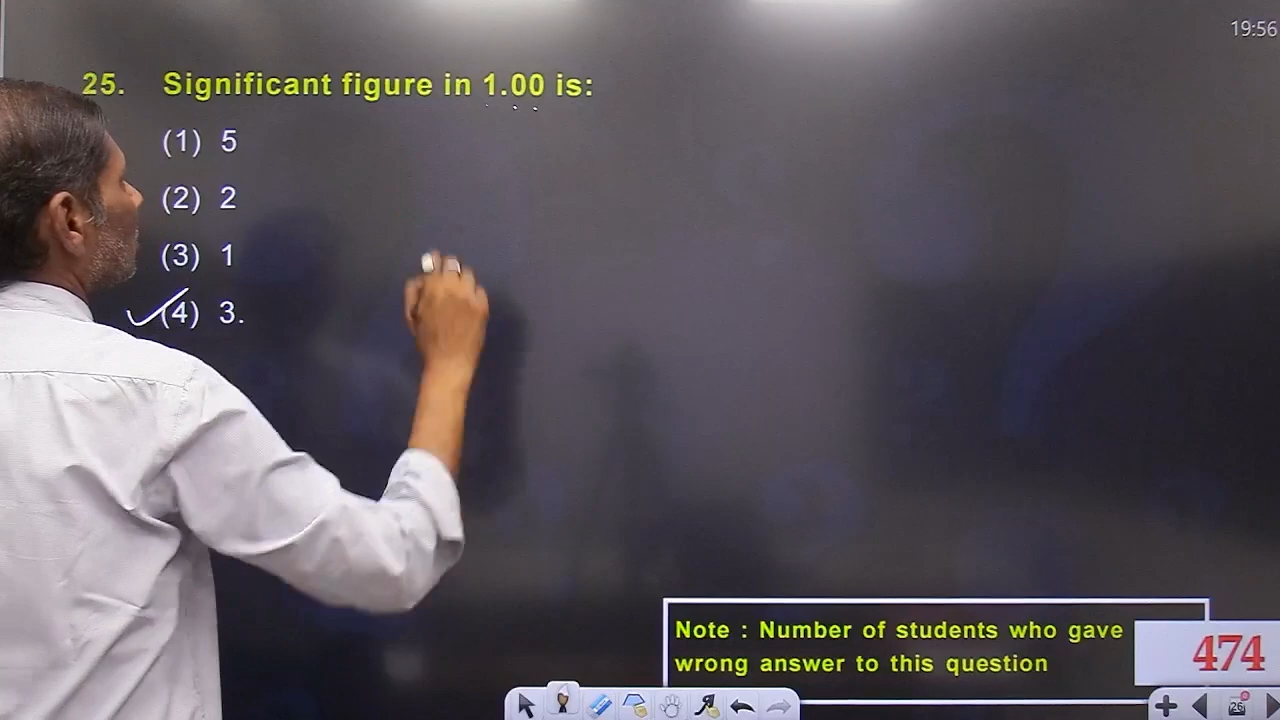 19:56
25. Significant figure in 1.00 is:
(1) 5
(2) 2
(3) 1
(4) 3.
Note : Number of students who gave
wrong answer to this question
474
26